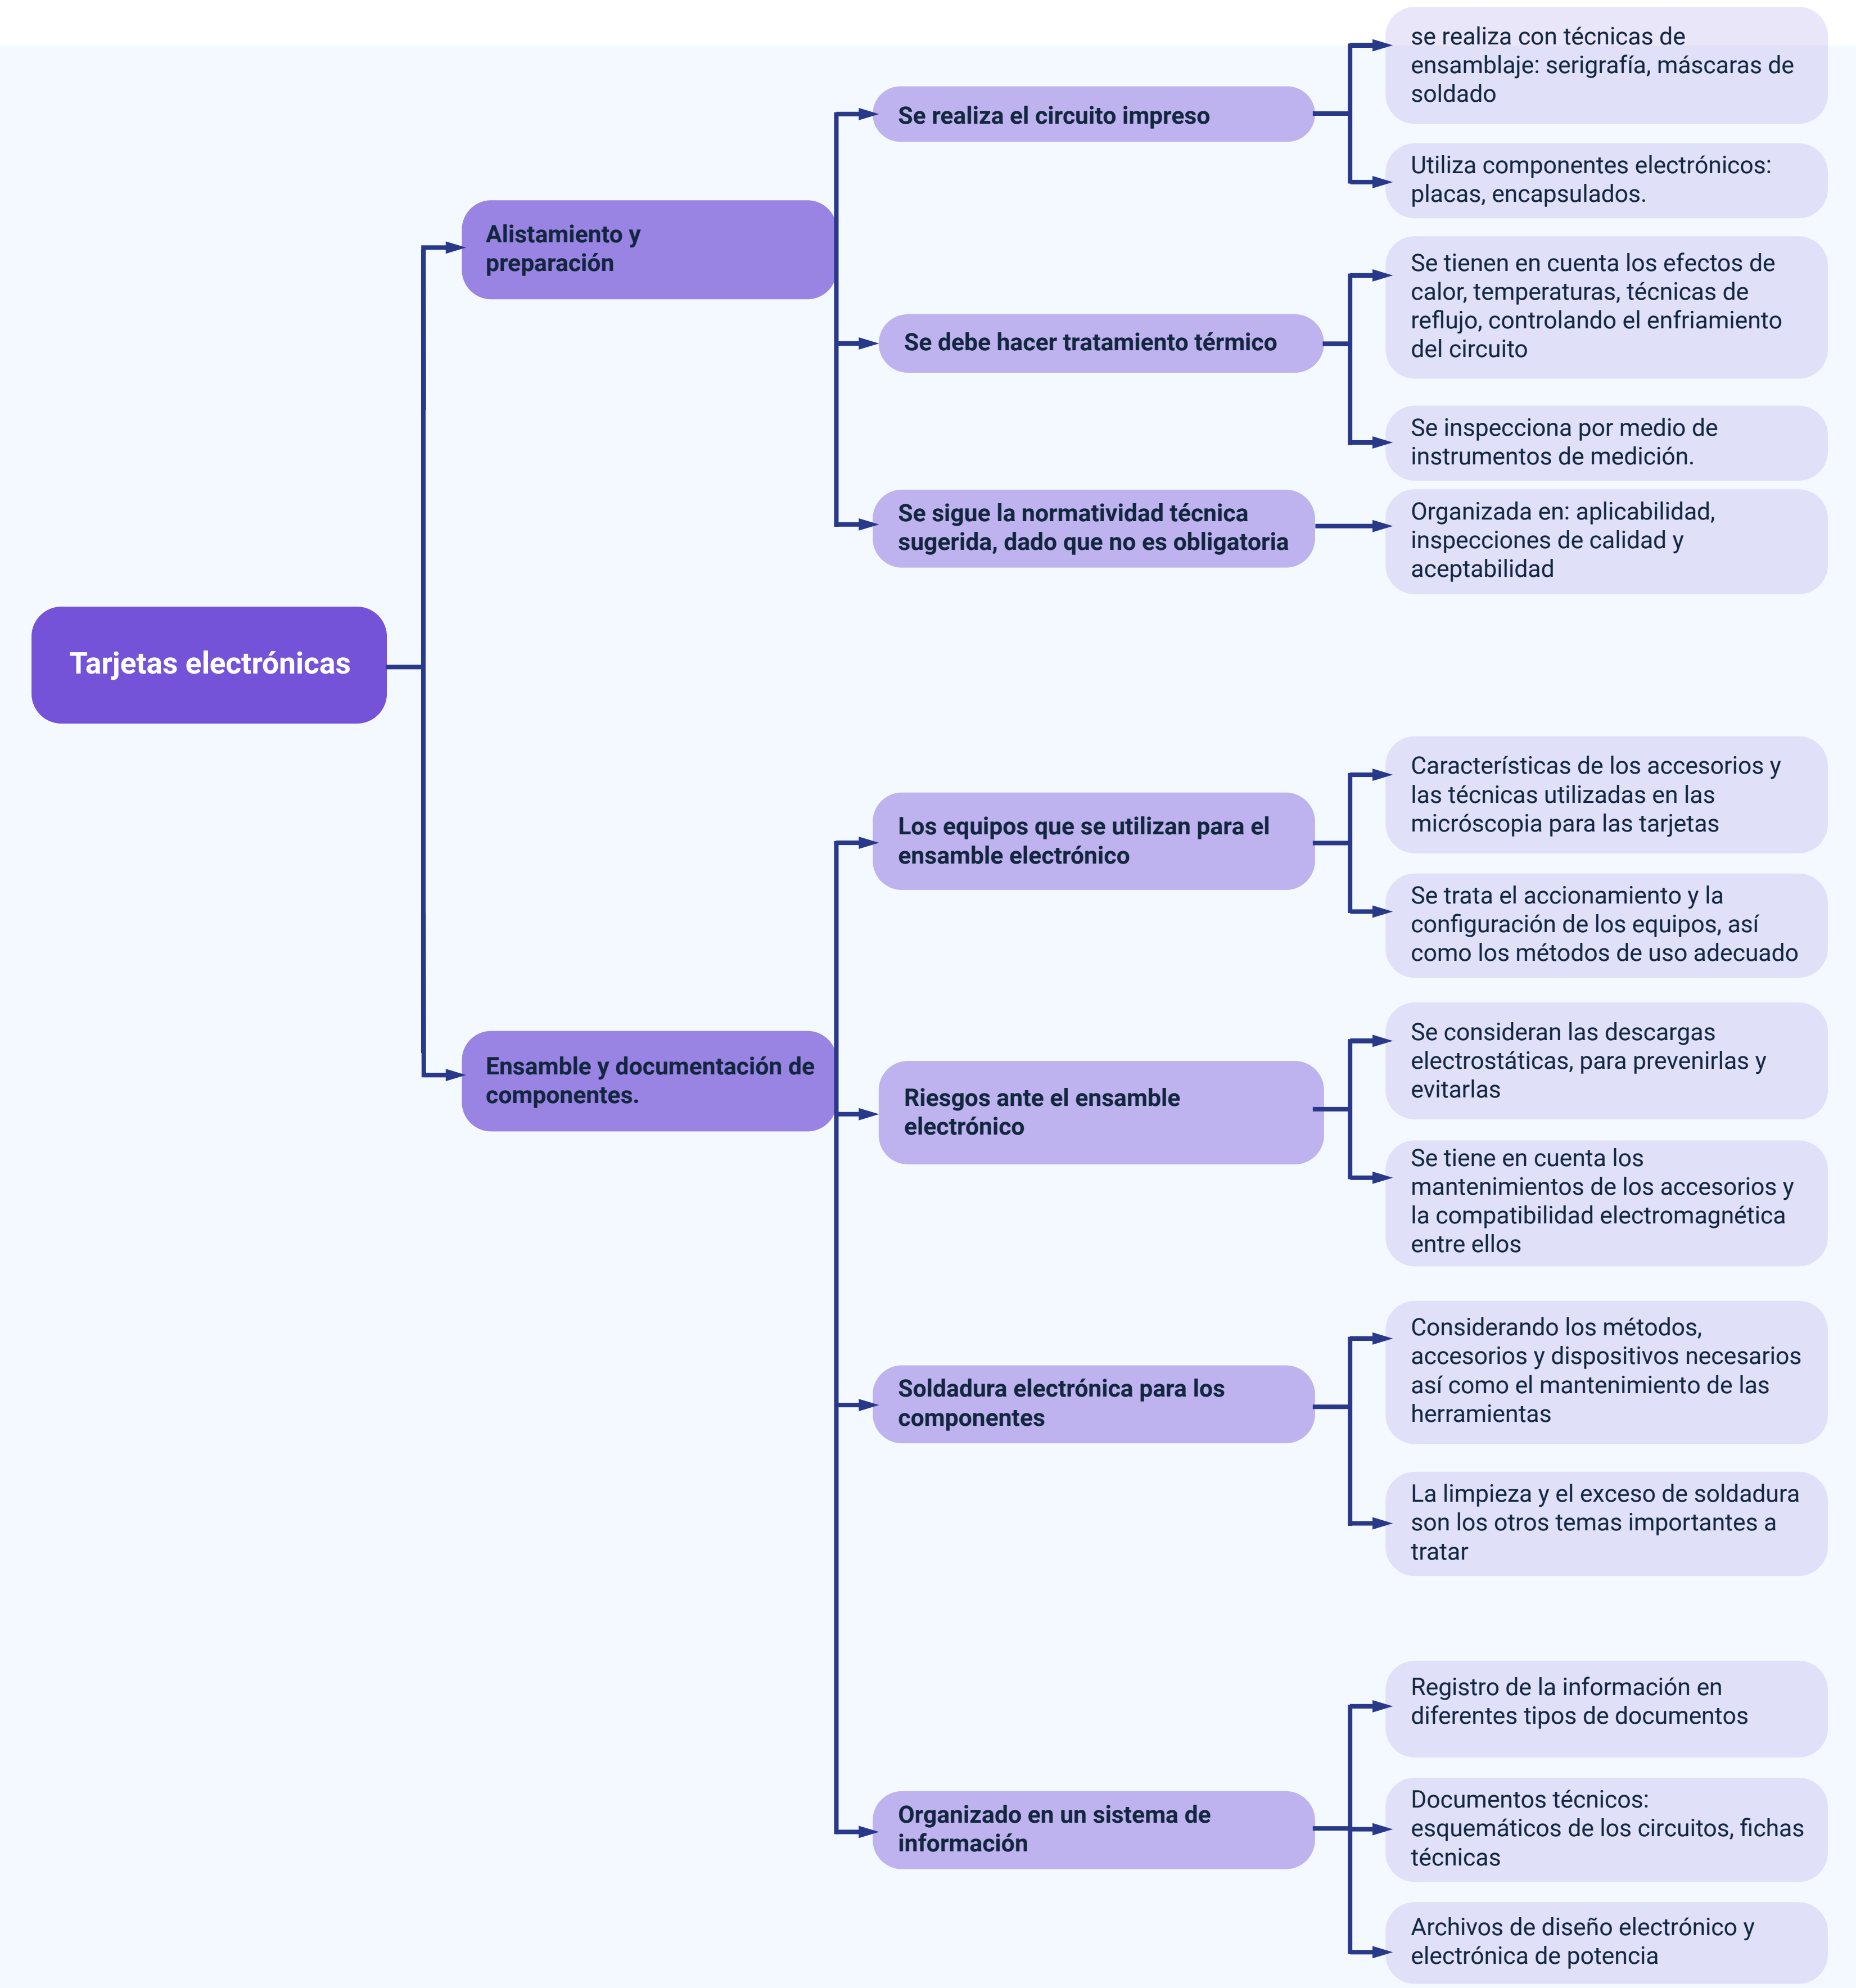 Tarjetas electrónicas
Alistamiento y
preparación
Se realiza el circuito impreso
se realiza con técnicas de
ensamblaje: serigrafía, máscaras de
soldado
Utiliza componentes electrónicos:
placas, encapsulados.
Se debe hacer tratamiento térmico
Se tienen en cuenta los efectos de
calor, temperaturas, técnicas de
reflujo, controlando el enfriamiento
del circuito
Se inspecciona por medio de
instrumentos de medición.
Se sigue la normatividad técnica
sugerida, dado que no es obligatoria
Organizada en: aplicabilidad,
inspecciones de calidad y
aceptabilidad
Ensamble y documentación de
componentes.
Los equipos que se utilizan para el
ensamble electrónico
Características de los accesorios y
las técnicas utilizadas en las
micróscopia para las tarjetas
Se trata el accionamiento y la
configuración de los equipos, así
como los métodos de uso adecuado
Riesgos ante el ensamble
electrónico
Se consideran las descargas
electrostáticas, para prevenirlas y
evitarlas
Se tiene en cuenta los
mantenimientos de los accesorios y
la compatibilidad electromagnética
entre ellos
Soldadura electrónica para los
componentes
Considerando los métodos,
accesorios y dispositivos necesarios
así como el mantenimiento de las
herramientas
La limpieza y el exceso de soldadura
son los otros temas importantes a
tratar
Organizado en un sistema de
información
Registro de la información en
diferentes tipos de documentos
Documentos técnicos:
esquemáticos de los circuitos, fichas
técnicas
Archivos de diseño electrónico y
electrónica de potencia